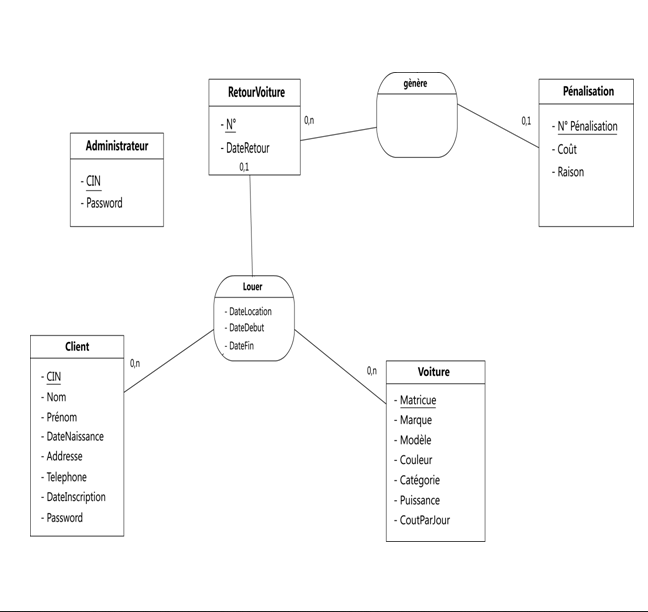 RetourVoiture
- N°
- DateRetour
0,1
0,n
gènère
0,1
Pénalisation
- N° Pénalisation
- Coût
- Raison
Administrateur
- CIN
- Password
Louer
- DateLocation
- DateDebut
- DateFin
Client
- CIN
- Nom
- Prénom
- DateNaissance
- Addresse
- Telephone
- DateInscription
- Password
0,n
0,n
Voiture
- Matricue
- Marque
- Modèle
- Couleur
- Catégorie
- Puissance
- CoutParJour